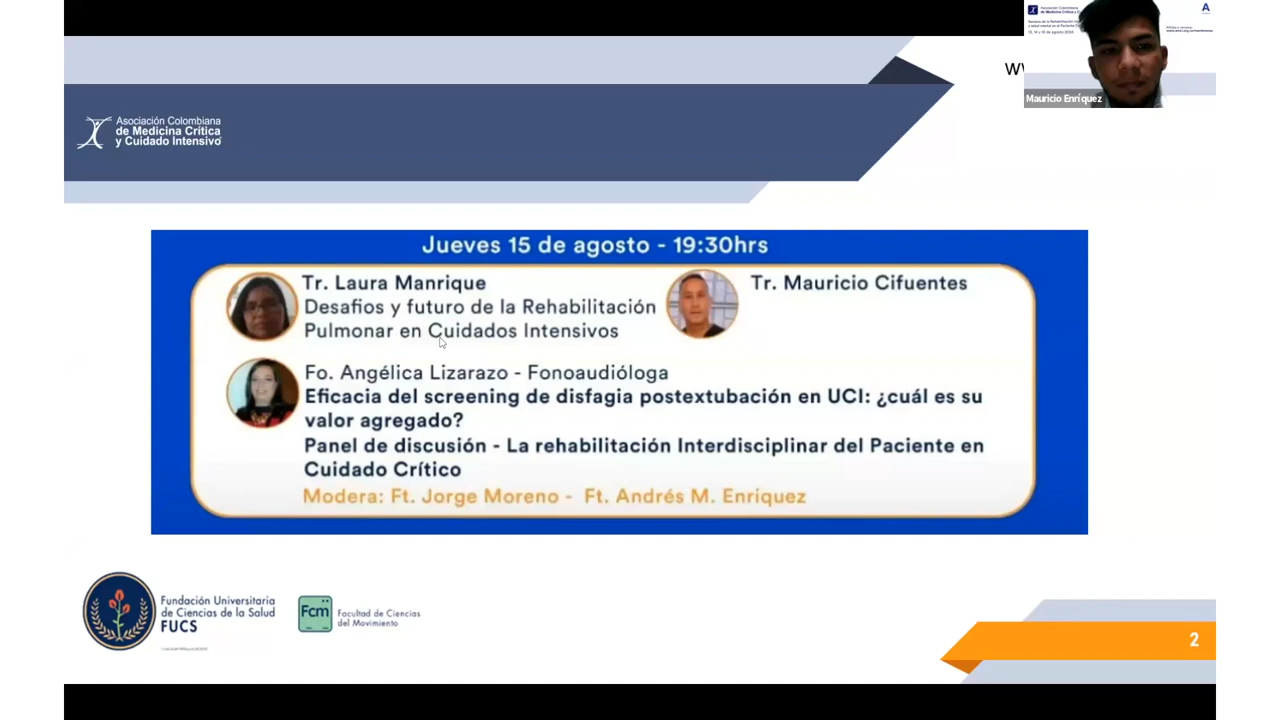 Asociación Colombiana
de Medicina Crítica
y Cuidado Intensivo
Mauricio Enríquez
Jueves 15 de agosto - 19:30hrs
Tr. Laura Manrique
Desafios y futuro de la Rehabilitación
Pulmonar en Cuidados Intensivos
Tr. Mauricio Cifuentes
Fo. Angélica Lizarazo - Fonoaudióloga
Eficacia del screening de disfagia postextubación en UCI: ¿cuál es su
valor agregado?
Panel de discusión - La rehabilitación Interdisciplinar del Paciente en
Cuidado Crítico
Modera: Ft. Jorge Moreno - Ft. Andrés M. Enriquez
Fundación Universitaria
de Ciencias de la Salud
FUCS
Fcm
Facultad de Ciencias
del Movimiento
2